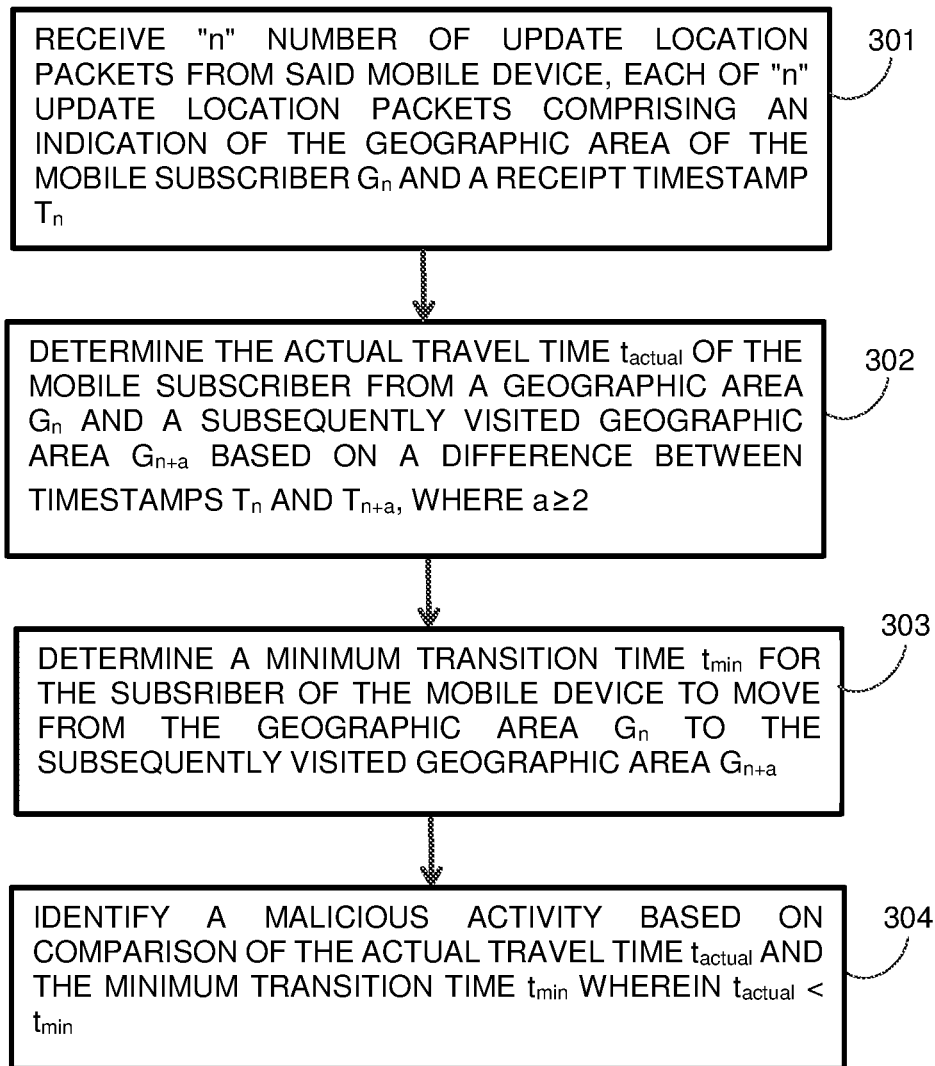 RECEIVE "n" NUMBER OF UPDATE LOCATION
PACKETS FROM SAID MOBILE DEVICE, EACH OF "n"
UPDATE LOCATION PACKETS COMPRISING AN
INDICATION OF THE GEOGRAPHIC AREA OF THE
MOBILE SUBSCRIBER Gn AND A RECEIPT TIMESTAMP
Tn
301
DETERMINE THE ACTUAL TRAVEL TIME tactual OF THE
MOBILE SUBSCRIBER FROM A GEOGRAPHIC AREA
Gn AND A SUBSEQUENTLY VISITED GEOGRAPHIC
AREA Gn+a BASED ON A DIFFERENCE BETWEEN
TIMESTAMPS Tn AND Tn+a, WHERE a≥2
302
DETERMINE A MINIMUM TRANSITION TIME tmin FOR
THE SUBSRIBER OF THE MOBILE DEVICE TO MOVE
FROM THE GEOGRAPHIC AREA Gn TO THE
SUBSEQUENTLY VISITED GEOGRAPHIC AREA Gn+a
303
IDENTIFY A MALICIOUS ACTIVITY BASED ON
COMPARISON OF THE ACTUAL TRAVEL TIME tactual AND
THE MINIMUM TRANSITION TIME tmin WHEREIN tactual <
tmin
304